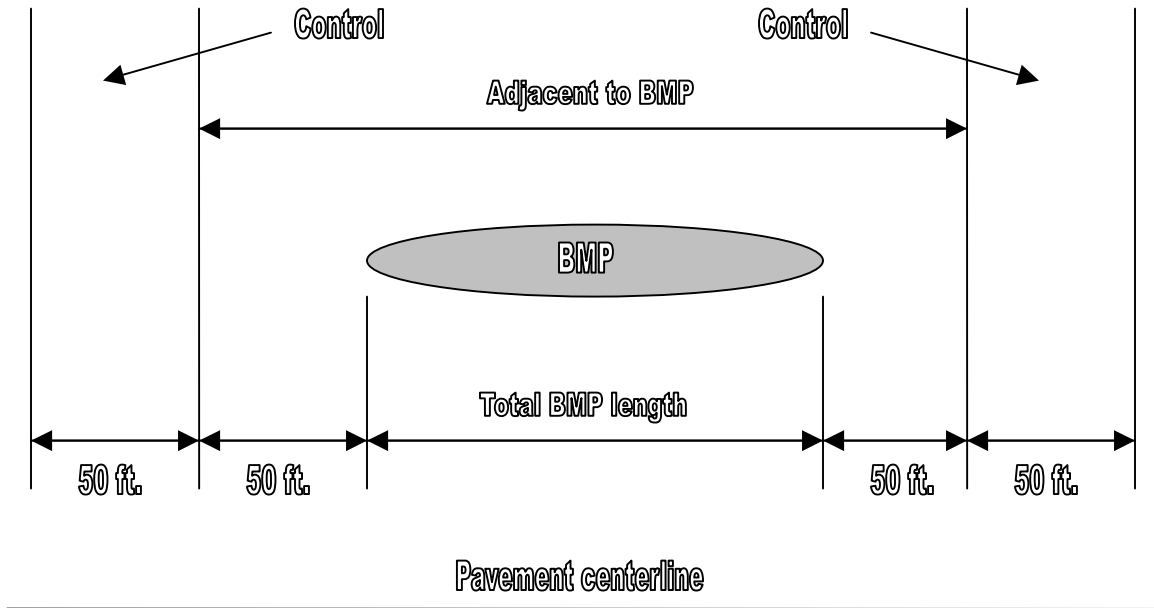 Control
Control
Adjacent to BMP
BMP
Total BMP length
50 ft.
50 ft.
50 ft.
50 ft.
Pavement centerline